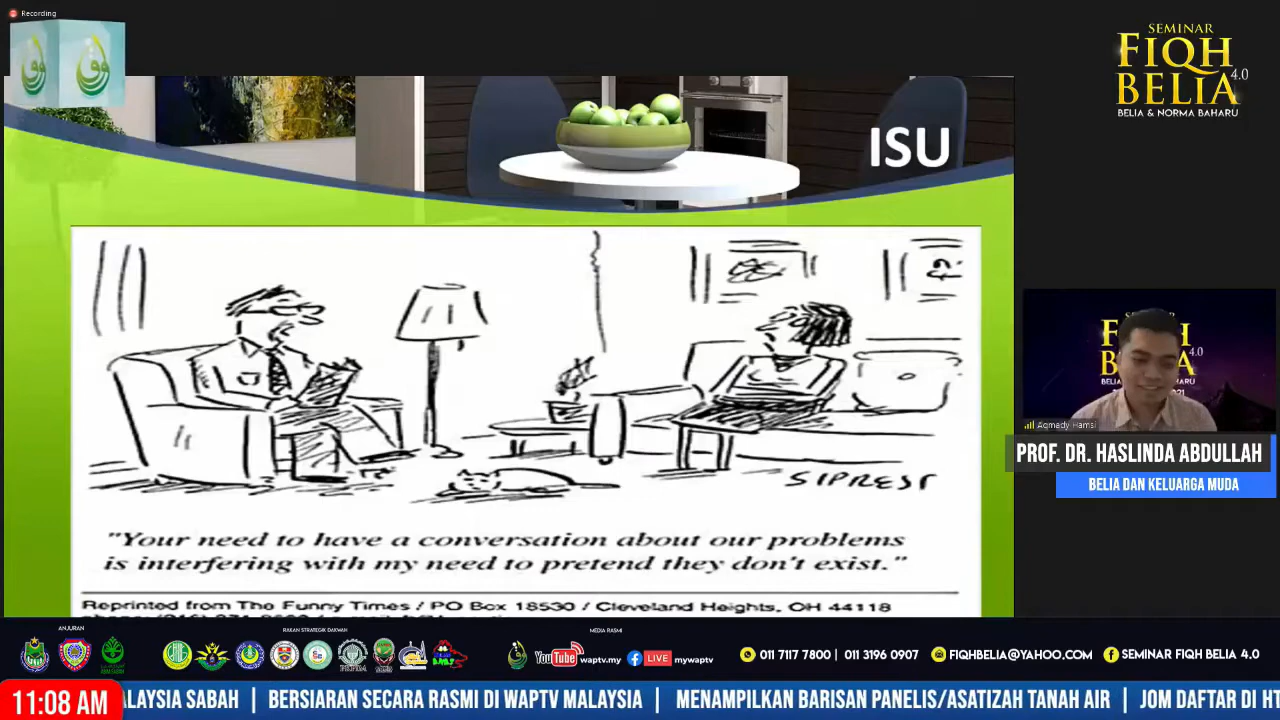 Recording
SEMINAR
FIQH
BELIA 4.0
BELIA & NORMA BAHARU
ISU
SIPRESS
"Your need to have a conversation about our problems
is interfering with my need to pretend they don't exist."
Reprinted from The Funny Times / PO Box 18530 / Cleveland Heights, OH 44118
FIQH
Aqmady Hamsi
PROF. DR. HASLINDA ABDULLAH
BELIA DAN KELUARGA MUDA
ANJURAN
RAKAN STRATEGIK DAKWAH
MEDIA RASMI
YouTube waptv.my LIVE mywaptv
011 7117 7800 | 011 3196 0907
FIQHBELIA@YAHOO.COM
SEMINAR FIQH BELIA 4.0
11:08 AM
ALAYSIA SABAH | BERSIARAN SECARA RASMI DI WAPTV MALAYSIA | MENAMPILKAN BARISAN PANELIS/ASATIZAH TANAH AIR | JOM DAFTAR DI HT